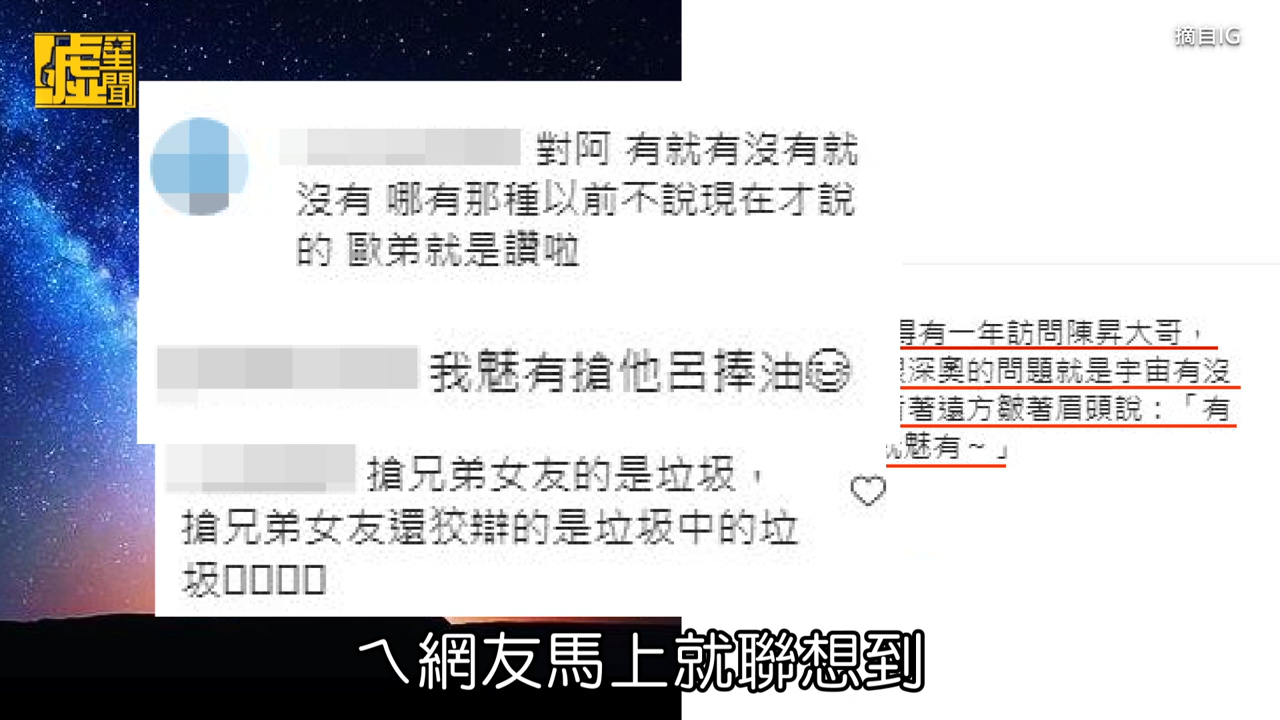 噓星聞
摘自IG
對阿 有就有沒有就
沒有 哪有那種以前不說現在才說
的 歐弟就是讚啦
我魅有搶他呂捧油
搶兄弟女友的是垃圾，
搶兄弟女友還狡辯的是垃圾中的垃
圾
得有一年訪問陳昇大哥，
深奧的問題就是宇宙有沒
著遠方皺著眉頭說：「有
魅有～」
ㄟ網友馬上就聯想到